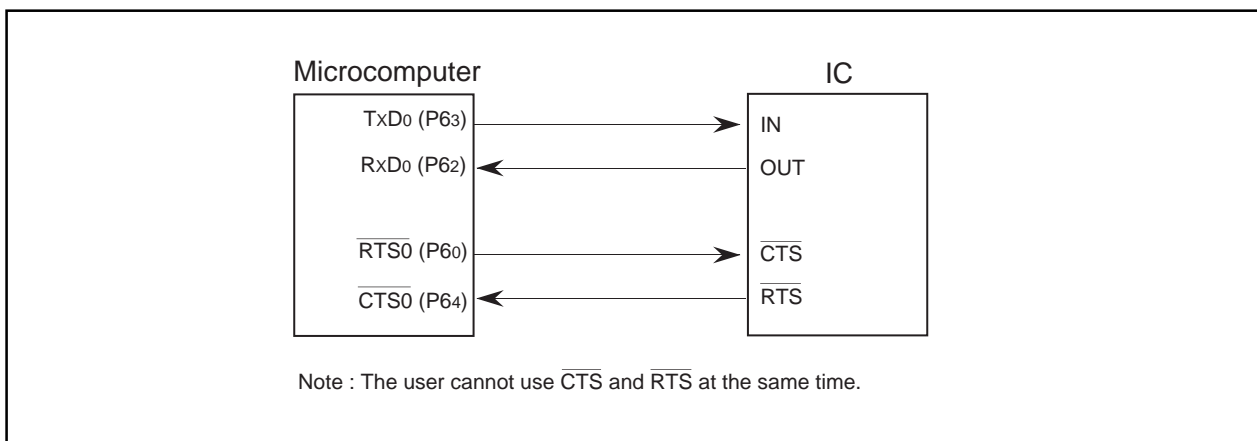 Microcomputer
IC
TxD0 (P63)
IN
RxD0 (P62)
OUT
RTS0 (P60)
CTS
CTS0 (P64)
RTS
Note : The user cannot use CTS and RTS at the same time.